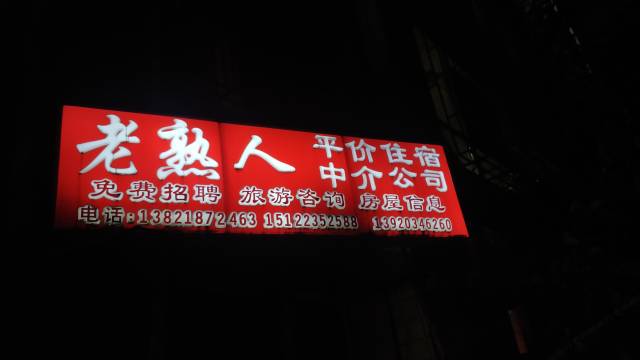 老熟人 平价住宿
中介公司
免费招聘 旅游咨询 房屋信息
电话:13821872463 15122352588 13920346260